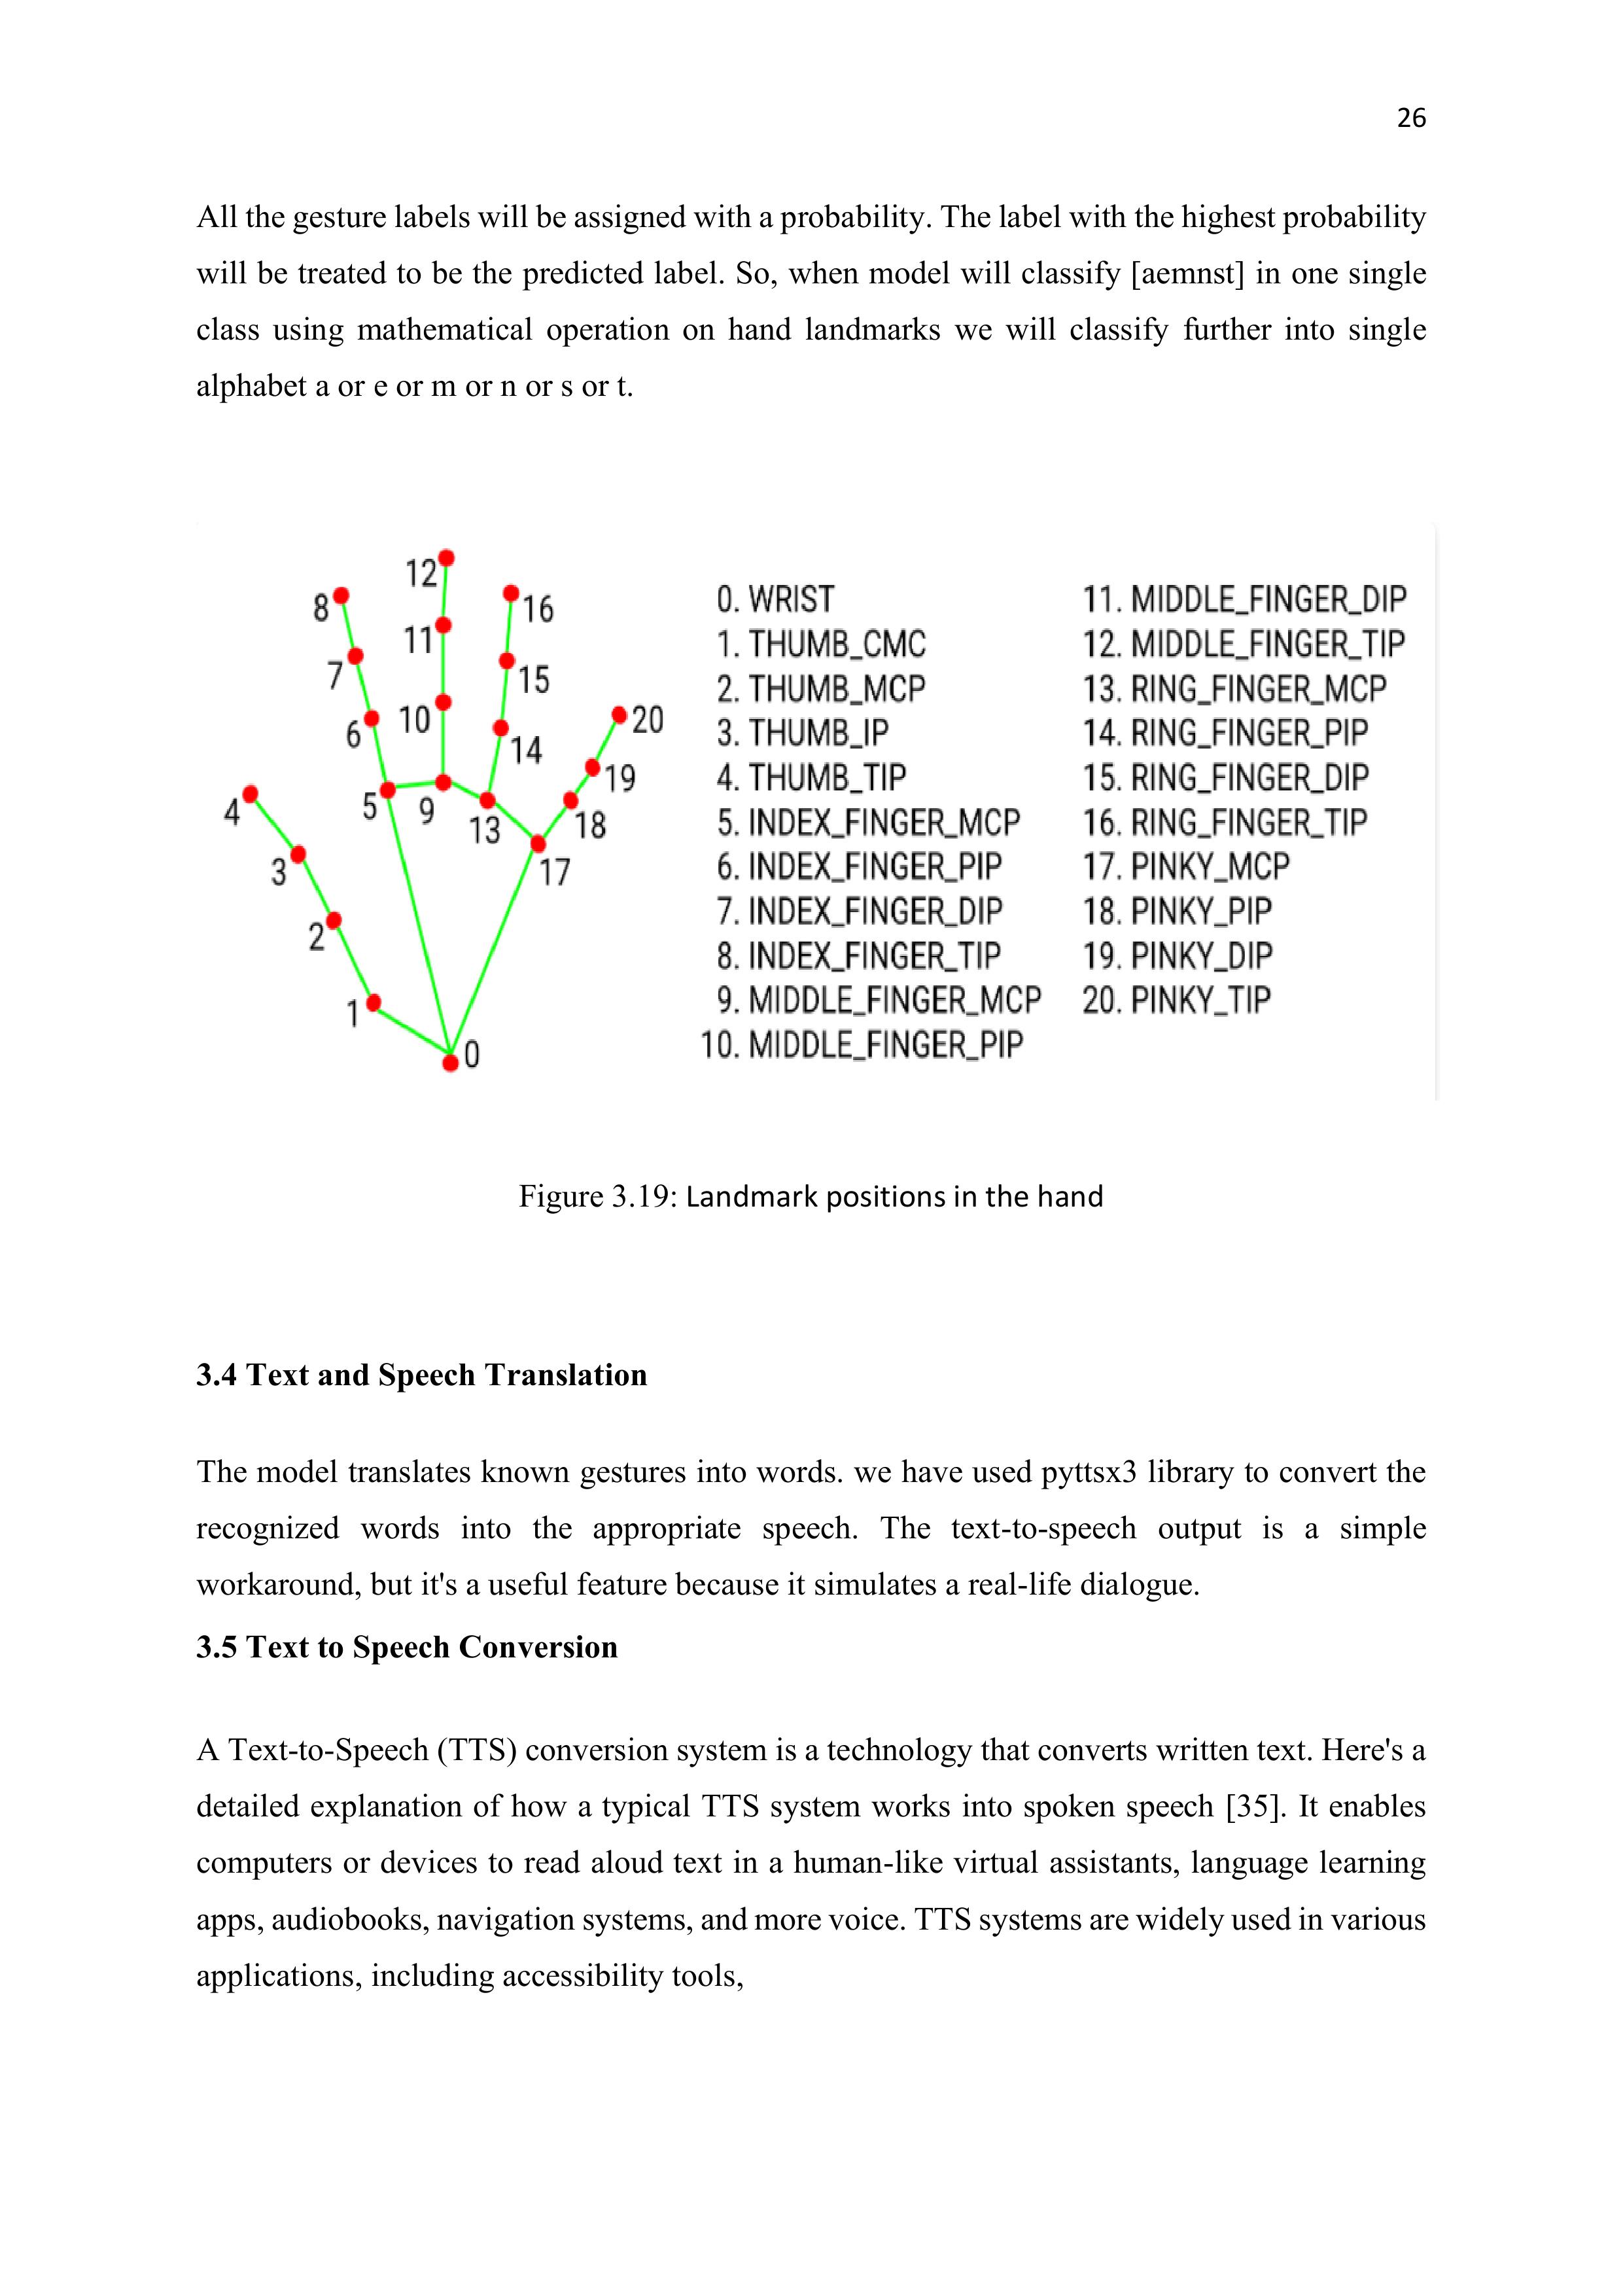 26
All the gesture labels will be assigned with a probability. The label with the highest probability
will be treated to be the predicted label. So, when model will classify [aemnst] in one single
class using mathematical operation on hand landmarks we will classify further into single
alphabet a or e or m or n or s or t.
12
8
16
11
7
15
10
20
6
14
19
4
5
9
18
13
3
17
2
1
0
0. WRIST
1. THUMB_CMC
2. THUMB_MCP
3. THUMB_IP
4. THUMB_TIP
5. INDEX_FINGER_MCP
6. INDEX_FINGER_PIP
7. INDEX_FINGER_DIP
8. INDEX_FINGER_TIP
9. MIDDLE_FINGER_MCP
10. MIDDLE_FINGER_PIP
11. MIDDLE_FINGER_DIP
12. MIDDLE_FINGER_TIP
13. RING_FINGER_MCP
14. RING_FINGER_PIP
15. RING_FINGER_DIP
16. RING_FINGER_TIP
17. PINKY_MCP
18. PINKY_PIP
19. PINKY_DIP
20. PINKY_TIP
Figure 3.19: Landmark positions in the hand
3.4 Text and Speech Translation
The model translates known gestures into words. we have used pyttsx3 library to convert the
recognized words into the appropriate speech. The text-to-speech output is a simple
workaround, but it's a useful feature because it simulates a real-life dialogue.
3.5 Text to Speech Conversion
A Text-to-Speech (TTS) conversion system is a technology that converts written text. Here's a
detailed explanation of how a typical TTS system works into spoken speech [35]. It enables
computers or devices to read aloud text in a human-like virtual assistants, language learning
apps, audiobooks, navigation systems, and more voice. TTS systems are widely used in various
applications, including accessibility tools,